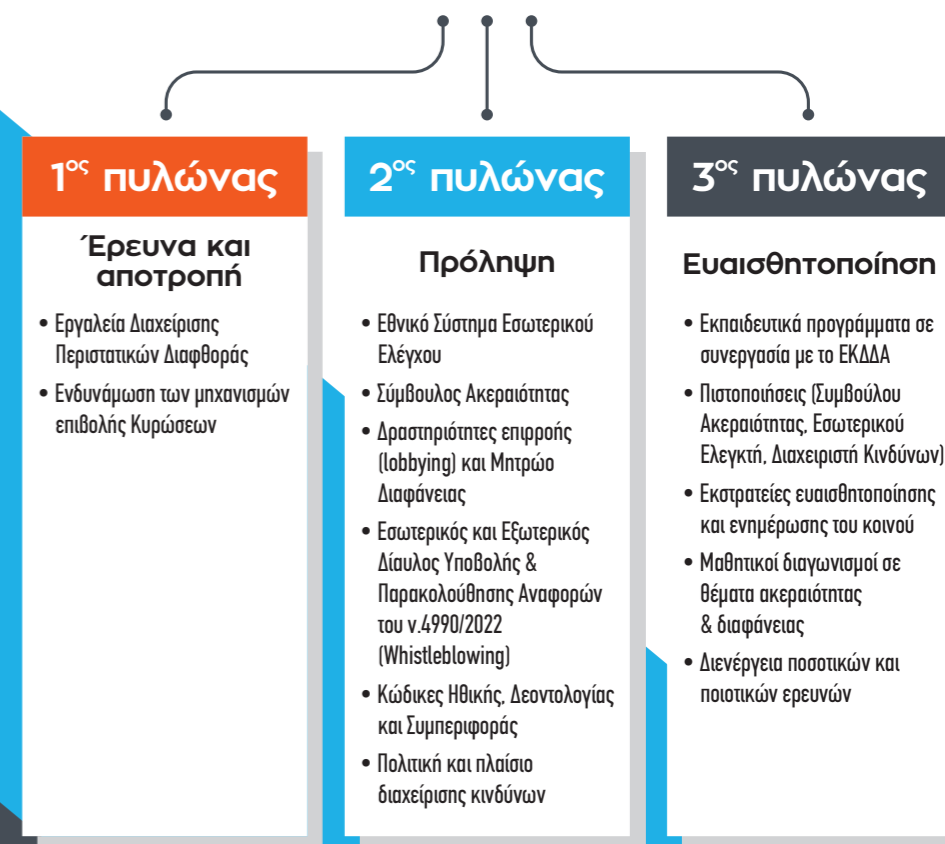 1ος πυλώνας
Έρευνα και
αποτροπή
• Εργαλεία Διαχείρισης
Περιστατικών Διαφθοράς
• Ενδυνάμωση των μηχανισμών
επιβολής Κυρώσεων
2ος πυλώνας
Πρόληψη
• Εθνικό Σύστημα Εσωτερικού
Ελέγχου
• Σύμβουλος Ακεραιότητας
• Δραστηριότητες επιρροής
(lobbying) και Μητρώο
Διαφάνειας
• Εσωτερικός και Εξωτερικός
Δίαυλος Υποβολής &
Παρακολούθησης Αναφορών
του ν.4990/2022
(Whistleblowing)
• Κώδικες Ηθικής, Δεοντολογίας
και Συμπεριφοράς
• Πολιτική και πλαίσιο
διαχείρισης κινδύνων
3ος πυλώνας
Ευαισθητοποίηση
• Εκπαιδευτικά προγράμματα σε
συνεργασία με το ΕΚΔΔΑ
• Πιστοποιήσεις (Συμβούλου
Ακεραιότητας, Εσωτερικού
Ελεγκτή, Διαχειριστή Κινδύνων)
• Εκστρατείες ευαισθητοποίησης
και ενημέρωσης του κοινού
• Μαθητικοί διαγωνισμοί σε
θέματα ακεραιότητας
& διαφάνειας
• Διενέργεια ποσοτικών και
ποιοτικών ερευνών